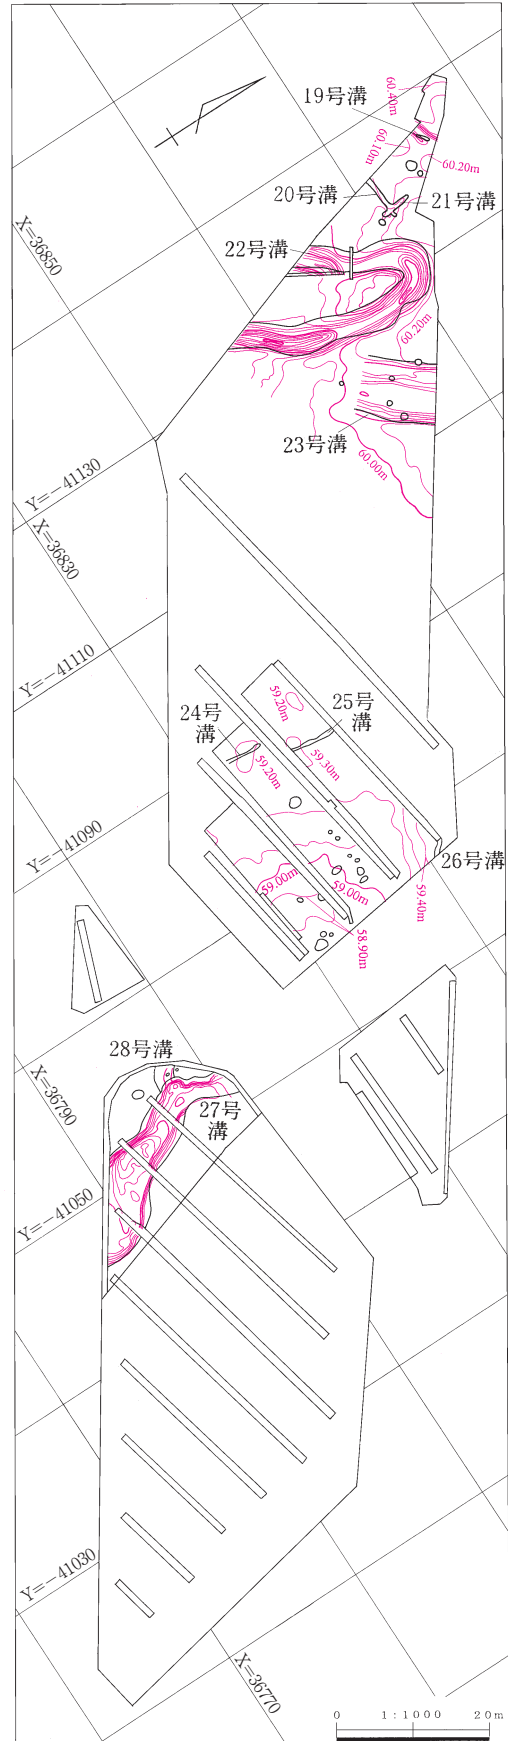 60.40m
19号溝
60.10m
60.20m
20号溝
21号溝
X=36850
22号溝
60.20m
23号溝
60.00m
Y=-41130
X=36830
Y=-41110
59.20m
24号
溝
25号
溝
59.30m
59.20m
Y=-41090
26号溝
59.00m
59.00m
59.40m
58.90m
28号溝
X=36790
27号
溝
Y=-41050
Y=-41030
X=36770
0 1:1000 20m